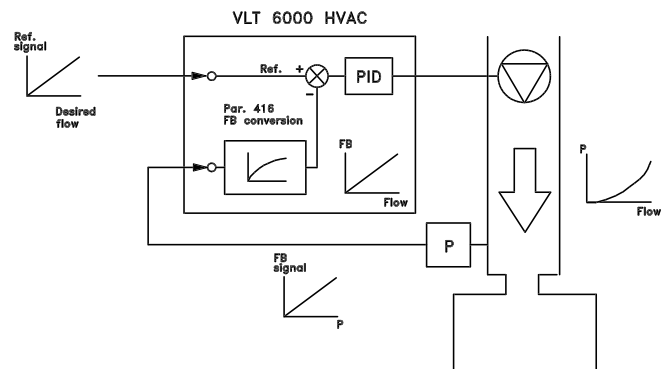 VLT 6000 HVAC
Ref.
signal
Desired
flow
Ref.
+
−
PID
Par. 416
FB conversion
FB
Flow
P
Flow
P
FB
signal
P